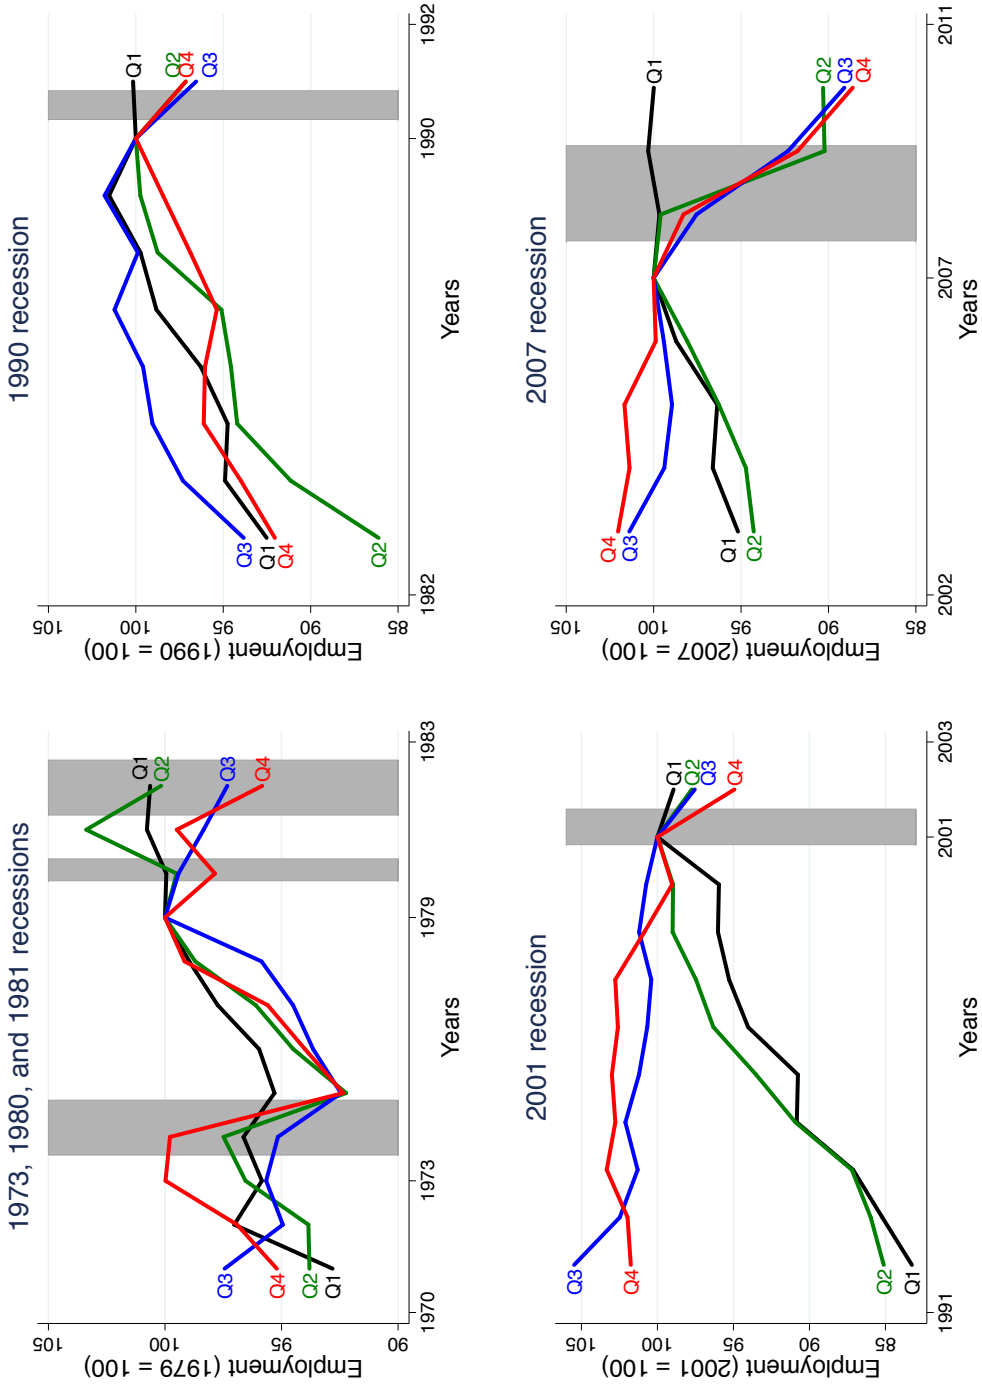 1973, 1980, and 1981 recessions
Employment (1979 = 100)
105
100
95
90
Q3
Q4
Q2
Q1
Q1
Q2
Q3
Q4
1970
1973
1979
1983
Years
1990 recession
Employment (1990 = 100)
105
100
95
90
85
Q3
Q1
Q4
Q2
Q1
Q2
Q4
Q3
1982
1990
1992
Years
2001 recession
Employment (2001 = 100)
105
100
95
90
85
Q3
Q4
Q2
Q1
Q1
Q2
Q3
Q4
1991
2001
2003
Years
2007 recession
Employment (2007 = 100)
105
100
95
90
85
Q4
Q3
Q1
Q2
Q1
Q2
Q3
Q4
2002
2007
2011
Years